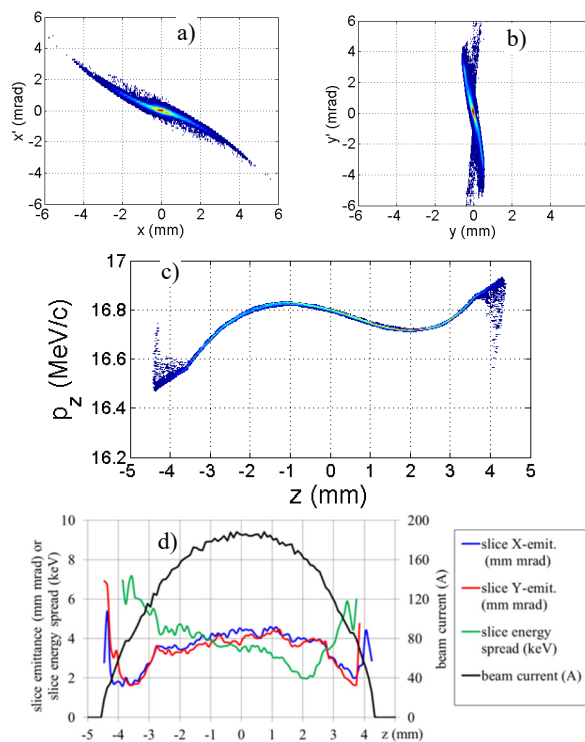 a)
6
4
2
0
-2
-4
-6
x' (mrad)
-6 -4 -2 0 2 4 6
x (mm)
b)
6
4
2
0
-2
-4
-6
y' (mrad)
-6 -4 -2 0 2 4
y (mm)
c)
17
16.8
16.6
16.4
16.2
p_z (MeV/c)
-5 -4 -3 -2 -1 0 1 2 3 4 5
z (mm)
d)
10
8
6
4
2
0
slice emittance (mm mrad) or
slice energy spread (keV)
200
160
120
80
40
0
beam current (A)
-5 -4 -3 -2 -1 0 1 2 3 4 z (mm)
slice X-emit.
(mm mrad)
slice Y-emit.
(mm mrad)
slice energy
spread (keV)
beam current (A)